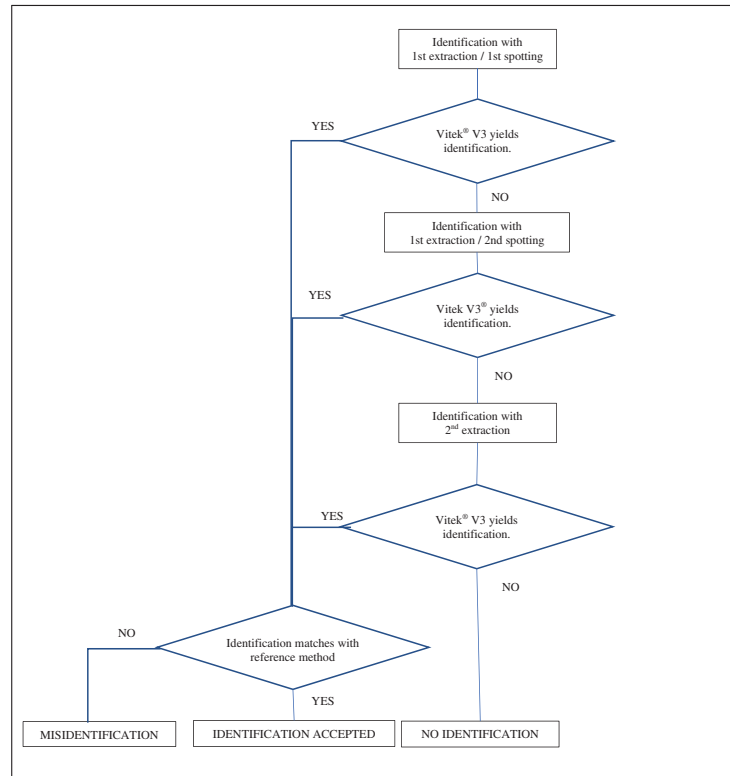 Identification with
1st extraction / 1st spotting
YES
Vitek® V3 yields
identification.
NO
Identification with
1st extraction / 2nd spotting
YES
Vitek V3® yields
identification.
NO
Identification with
2nd extraction
YES
Vitek® V3 yields
identification.
NO
NO
Identification matches with
reference method
YES
MISIDENTIFICATION
IDENTIFICATION ACCEPTED
NO IDENTIFICATION